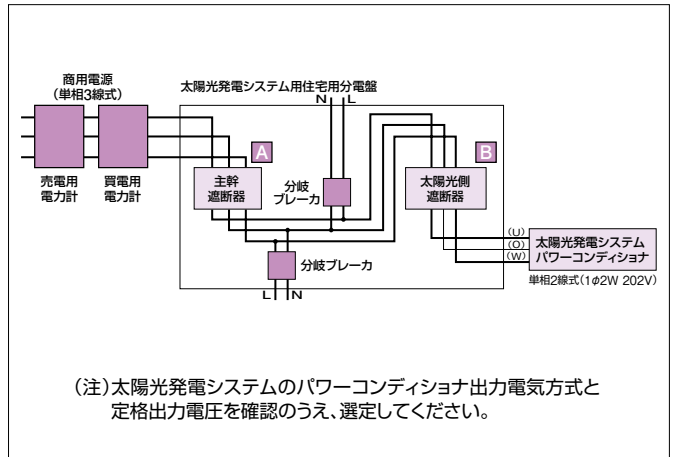 商用電源
(単相3線式)
太陽光発電システム用住宅用分電盤
N L
A
B
主幹
遮断器
分岐
ブレーカ
太陽光側
遮断器
売電用
電力計
買電用
電力計
(U)
(O)
(W)
太陽光発電システム
パワーコンディショナ
分岐ブレーカ
単相2線式(1φ2W 202V)
L N
(注)太陽光発電システムのパワーコンディショナ出力電気方式と
定格出力電圧を確認のうえ、選定してください。